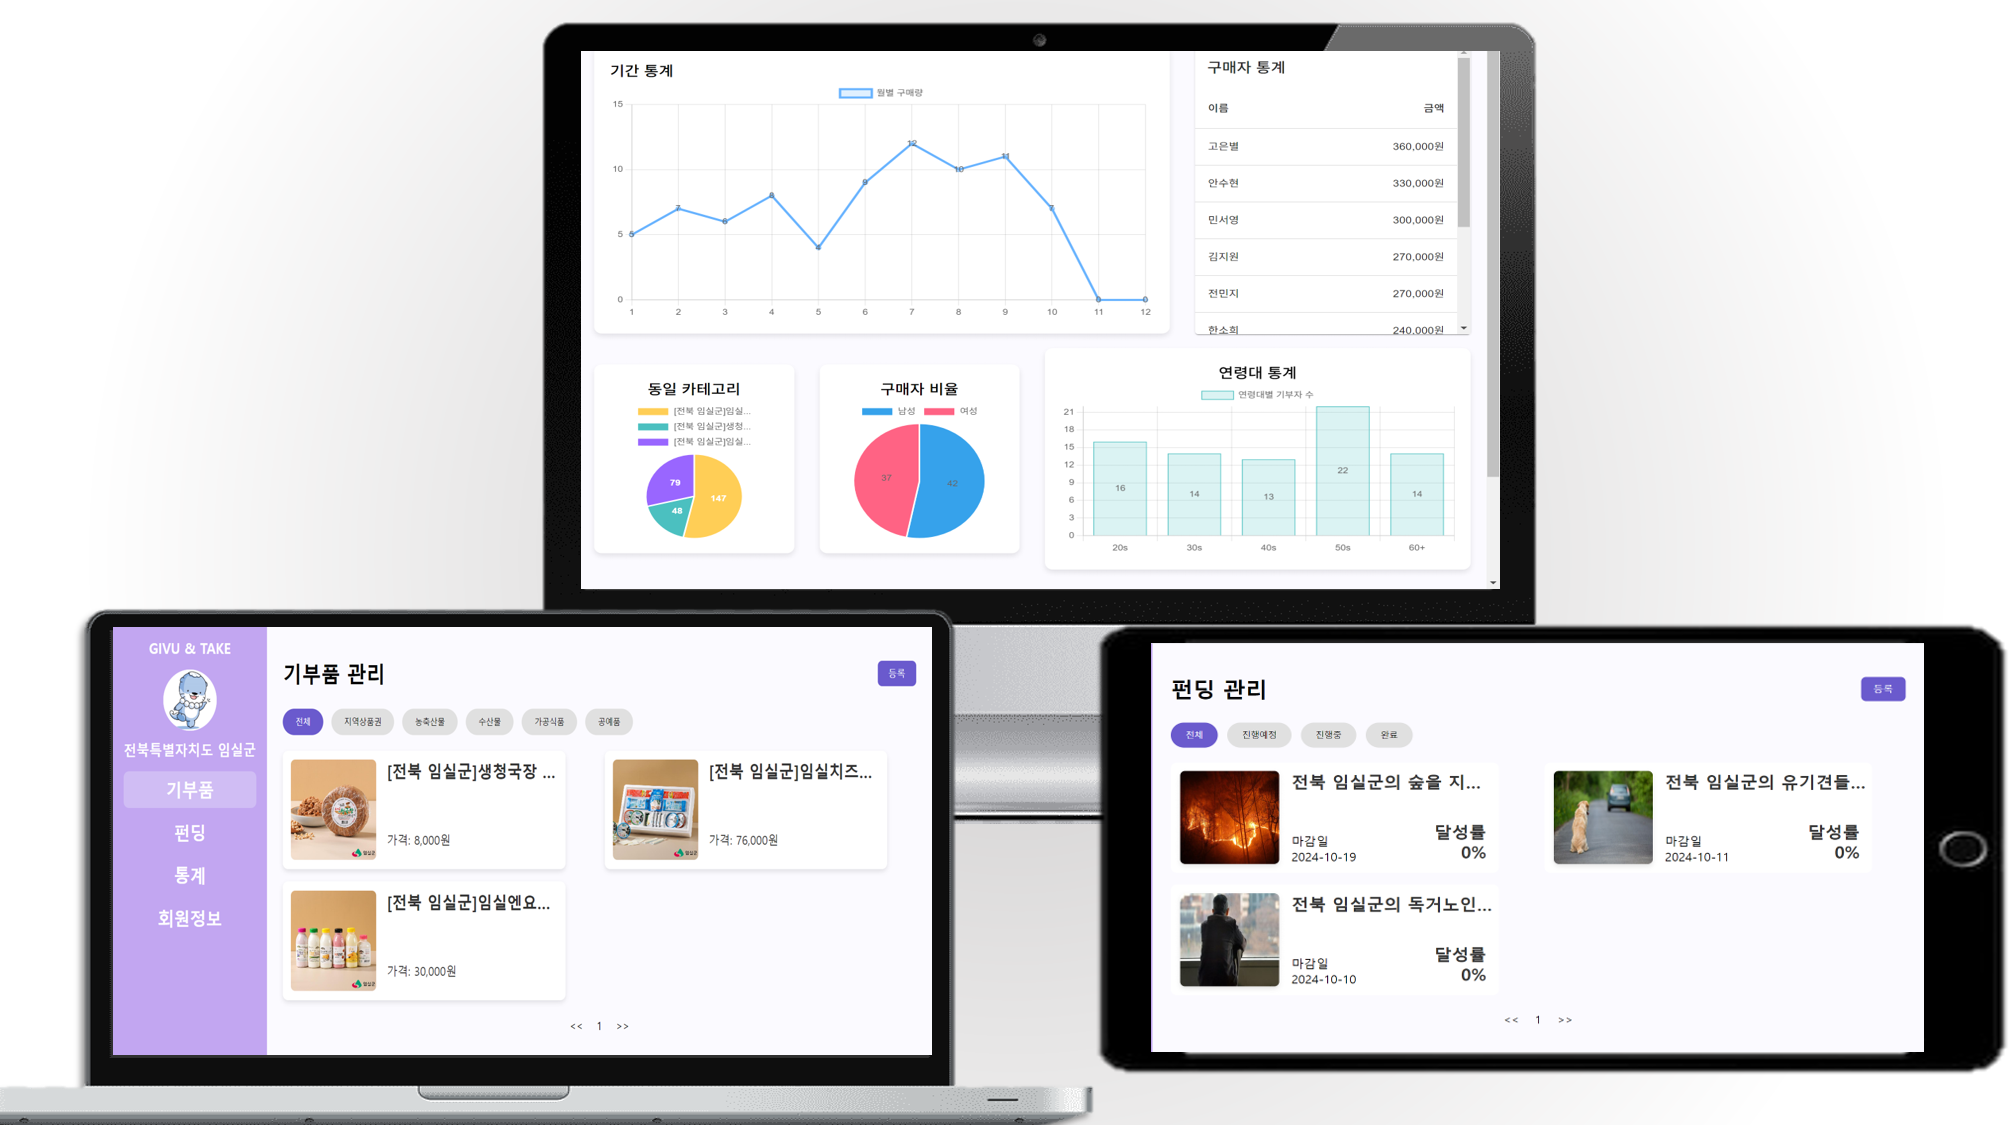 기간 통계
월별 구매량
15
10
5
0
5
7
6
8
4
9
12
10
11
7
0
0
1 2 3 4 5 6 7 8 9 10 11 12
구매자 통계
이름 금액
고은별 360,000원
안수현 330,000원
민서영 300,000원
김지원 270,000원
전민지 270,000원
한소희 240,000원
동일 카테고리
[전북 임실군]임실...
[전북 임실군]생청...
[전북 임실군]임실...
79
147
48
구매자 비율
남성 여성
37
42
연령대 통계
연령대별 기부자 수
21
18
15
12
9
6
3
0
16
14
13
22
14
20s 30s 40s 50s 60+
GIVU & TAKE
전북특별자치도 임실군
기부품
펀딩
통계
회원정보
기부품 관리
등록
전체 지역상품권 농축산물 수산물 가공식품 공예품
[전북 임실군]생청국장 ...
가격: 8,000원
[전북 임실군]임실치즈...
가격: 76,000원
[전북 임실군]임실엔요...
가격: 30,000원
<< 1 >>
펀딩 관리
등록
전체 진행예정 진행중 완료
전북 임실군의 숲을 지...
마감일
2024-10-19
달성률
0%
전북 임실군의 유기견들...
마감일
2024-10-11
달성률
0%
전북 임실군의 독거노인...
마감일
2024-10-10
달성률
0%
<< 1 >>